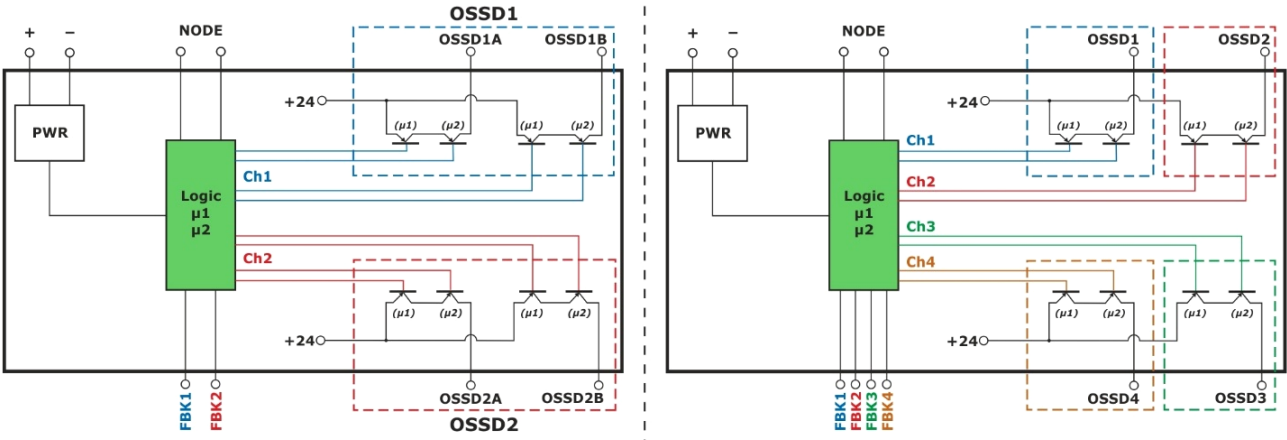 OSSD1
+ − NODE OSSD1A OSSD1B
+24
(μ1) (μ2) (μ1) (μ2)
PWR
Ch1
Logic
μ1
μ2
Ch2
(μ1) (μ2) (μ1) (μ2)
+24
FBK1 FBK2
OSSD2A OSSD2B
OSSD2
+ − NODE OSSD1 OSSD2
+24
(μ1) (μ2) (μ1) (μ2)
PWR
Ch1
Ch2
Logic
μ1
μ2
Ch3
Ch4
(μ1) (μ2) (μ1) (μ2)
+24
FBK1 FBK2 FBK3 FBK4
OSSD4 OSSD3